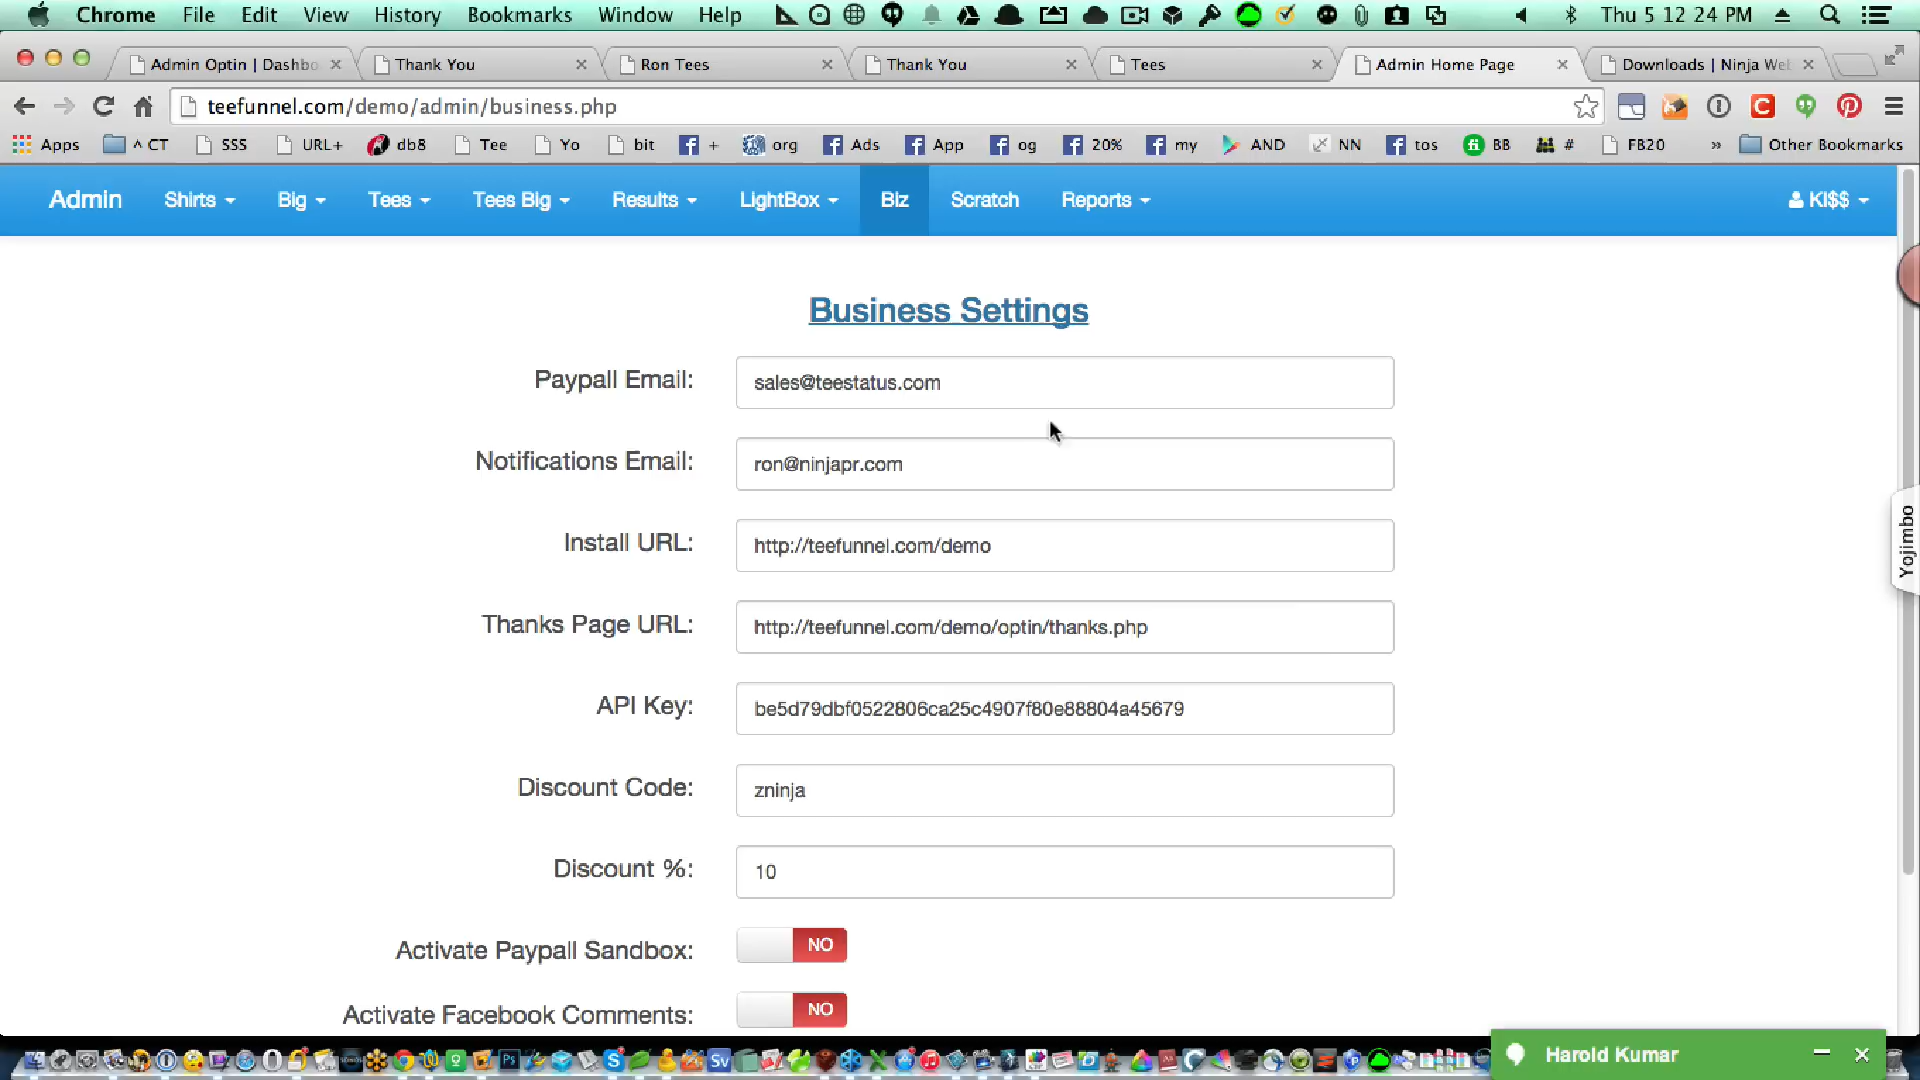 Chrome File Edit View History Bookmarks Window Help Thu 5 12 24 PM
Admin Optin | Dashbo Thank You Ron Tees Thank You Tees Admin Home Page Downloads | Ninja We
teefunnel.com/demo/admin/business.php
Apps ^ CT SSS URL+ db8 Tee Yo bit + org Ads App og 20% my AND NN tos BB # FB20 » Other Bookmarks
Admin Shirts Big Tees Tees Big Results LightBox Biz Scratch Reports KI$$
Business Settings
Paypall Email: sales@teestatus.com
Notifications Email: ron@ninjapr.com
Install URL: http://teefunnel.com/demo
Thanks Page URL: http://teefunnel.com/demo/optin/thanks.php
Yojimbo
API Key: be5d79dbf0522806ca25c4907f80e88804a45679
Discount Code: zninja
Discount %: 10
Activate Paypall Sandbox: NO
Activate Facebook Comments: NO
Harold Kumar